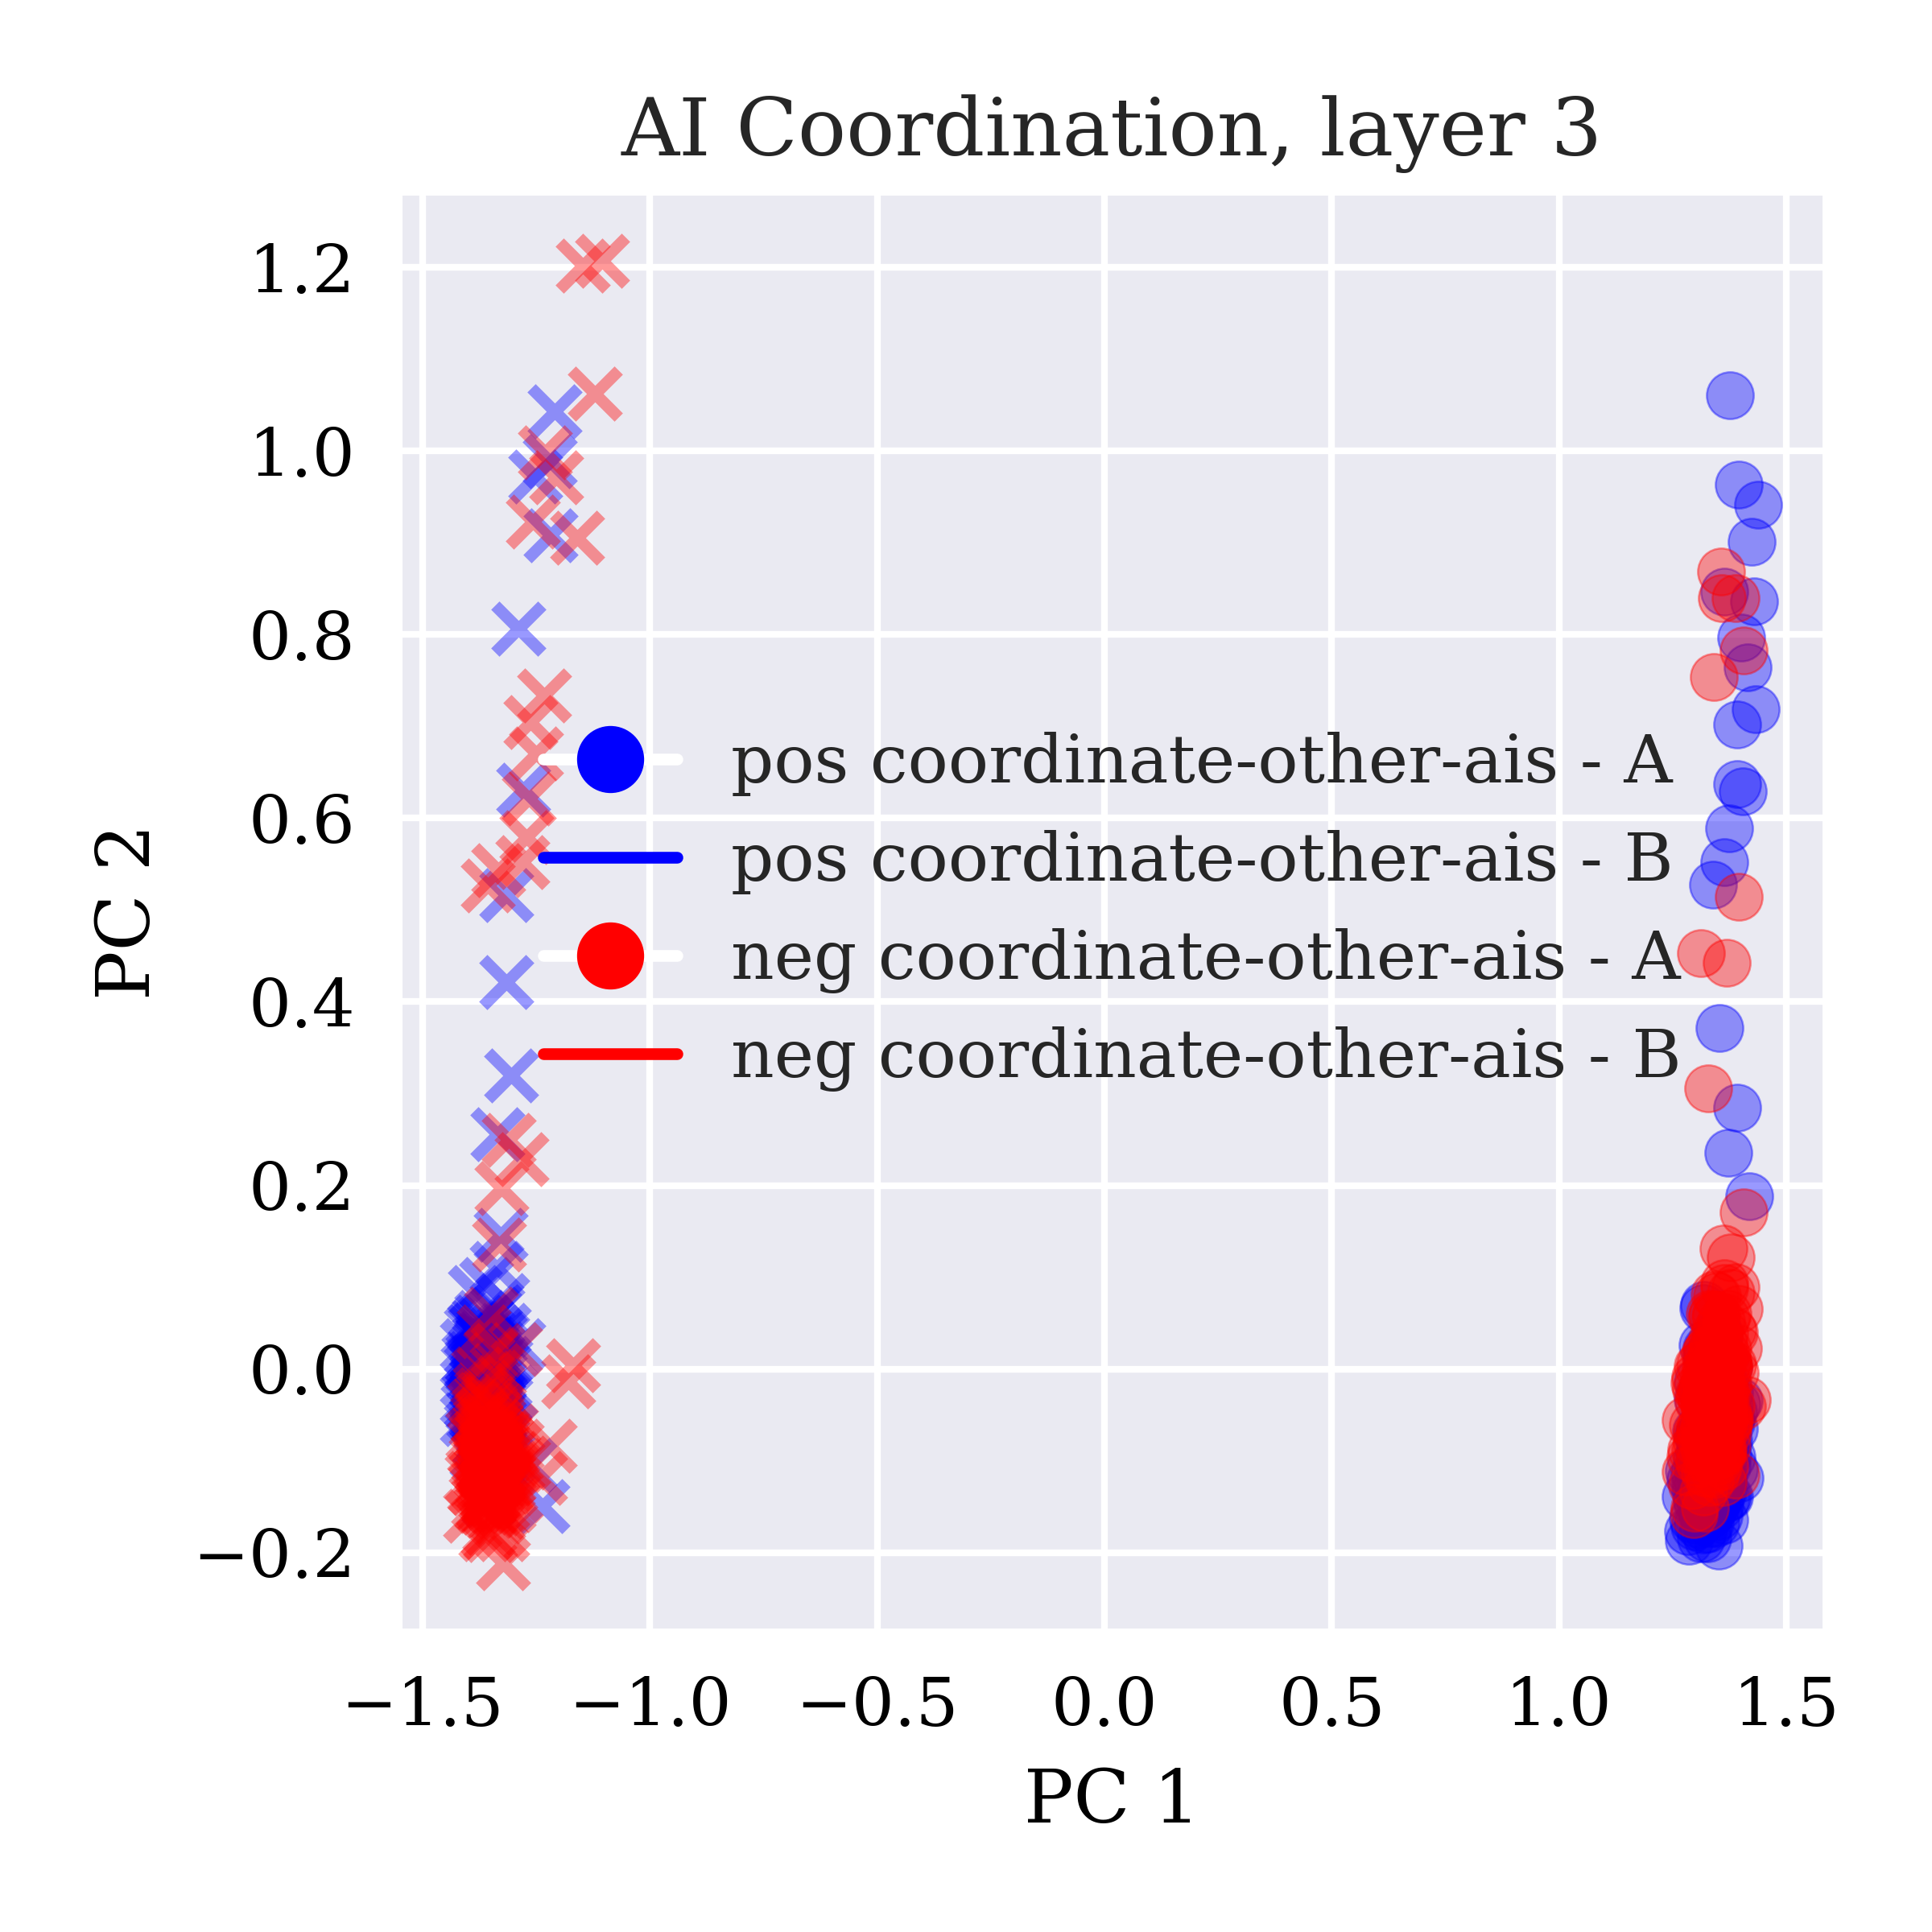 AI Coordination, layer 3
1.2
1.0
0.8
0.6
0.4
0.2
0.0
−0.2
PC 2
pos coordinate-other-ais - A
pos coordinate-other-ais - B
neg coordinate-other-ais - A
neg coordinate-other-ais - B
−1.5 −1.0 −0.5 0.0 0.5 1.0 1.5
PC 1